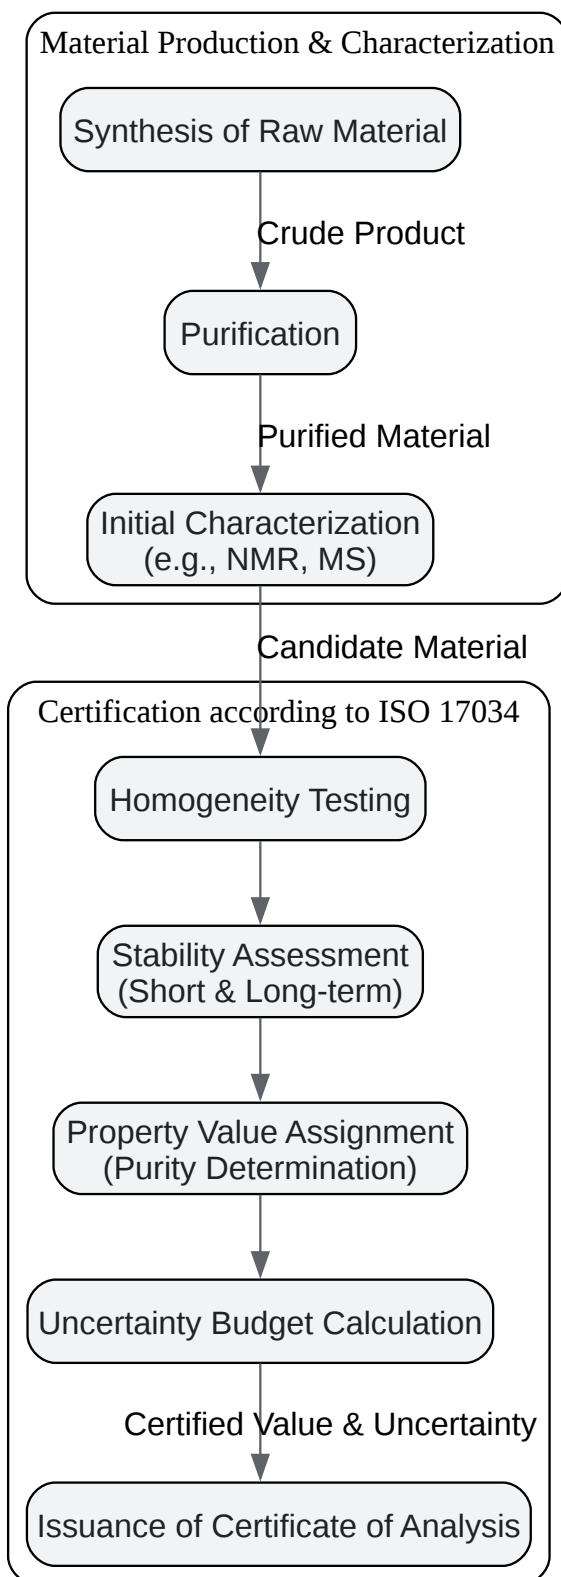 Material Production & Characterization
Synthesis of Raw Material
Crude Product
Purification
Purified Material
Initial Characterization
(e.g., NMR, MS)
Candidate Material
Certification according to ISO 17034
Homogeneity Testing
Stability Assessment
(Short & Long-term)
Property Value Assignment
(Purity Determination)
Uncertainty Budget Calculation
Certified Value & Uncertainty
Issuance of Certificate of Analysis